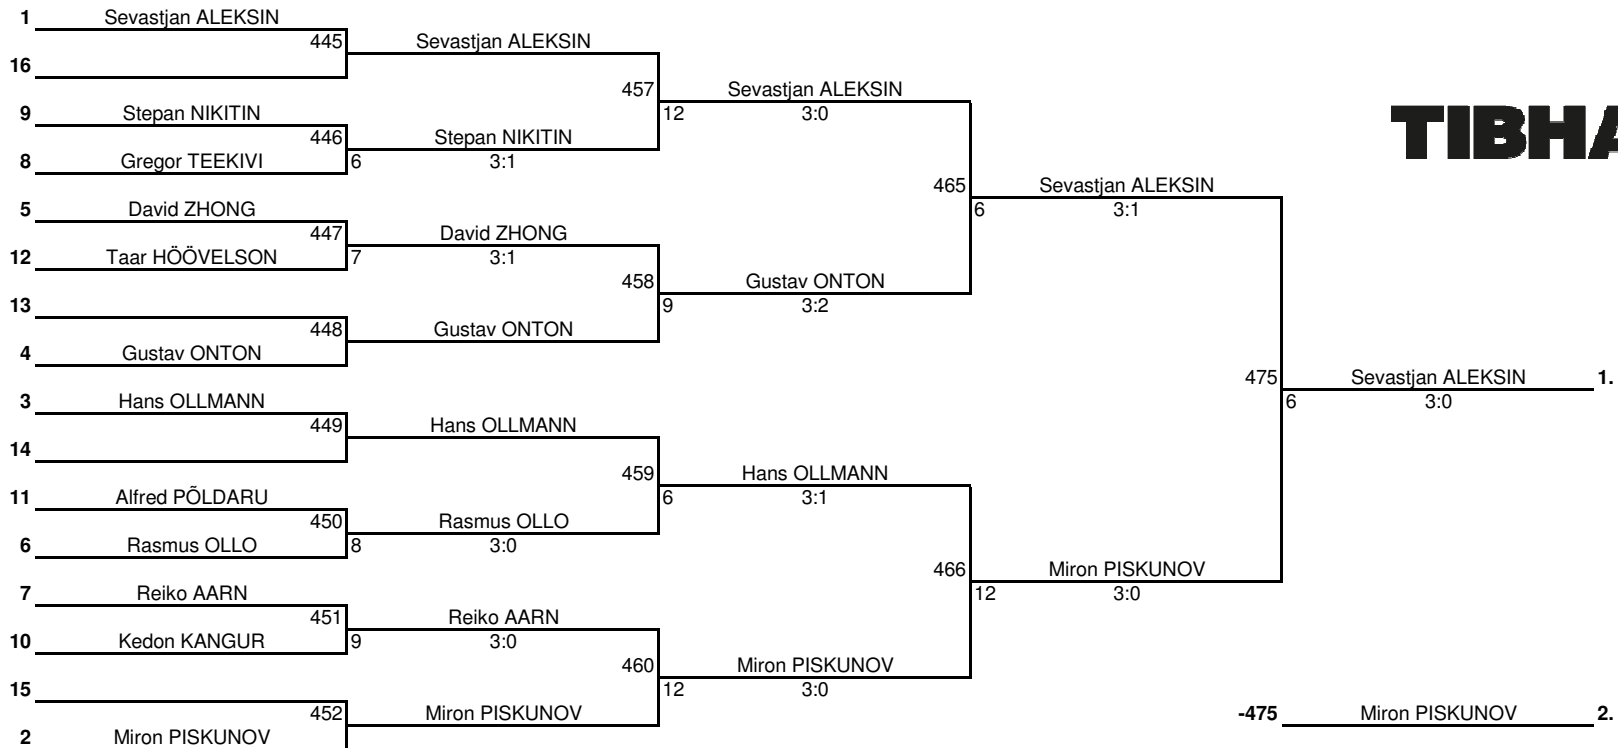 1 Sevastjan ALEKSIN
445 Sevastjan ALEKSIN
16
457 Sevastjan ALEKSIN
12 3:0
9 Stepan NIKITIN
446 Stepan NIKITIN
8 Gregor TEEKIVI 6 3:1
465 Sevastjan ALEKSIN
6 3:1
5 David ZHONG
447 David ZHONG
12 Taar HÖÖVELSON 7 3:1
458 Gustav ONTON
9 3:2
13
448 Gustav ONTON
4 Gustav ONTON
475 Sevastjan ALEKSIN 1.
6 3:0
3 Hans OLLMANN
449 Hans OLLMANN
14
459 Hans OLLMANN
6 3:1
11 Alfred PÕLDARU
450 Rasmus OLLO
6 Rasmus OLLO 8 3:0
466 Miron PISKUNOV
12 3:0
7 Reiko AARN
451 Reiko AARN
10 Kedon KANGUR 9 3:0
460 Miron PISKUNOV
12 3:0
15
452 Miron PISKUNOV
2 Miron PISKUNOV
-475 Miron PISKUNOV 2.
TIBHA